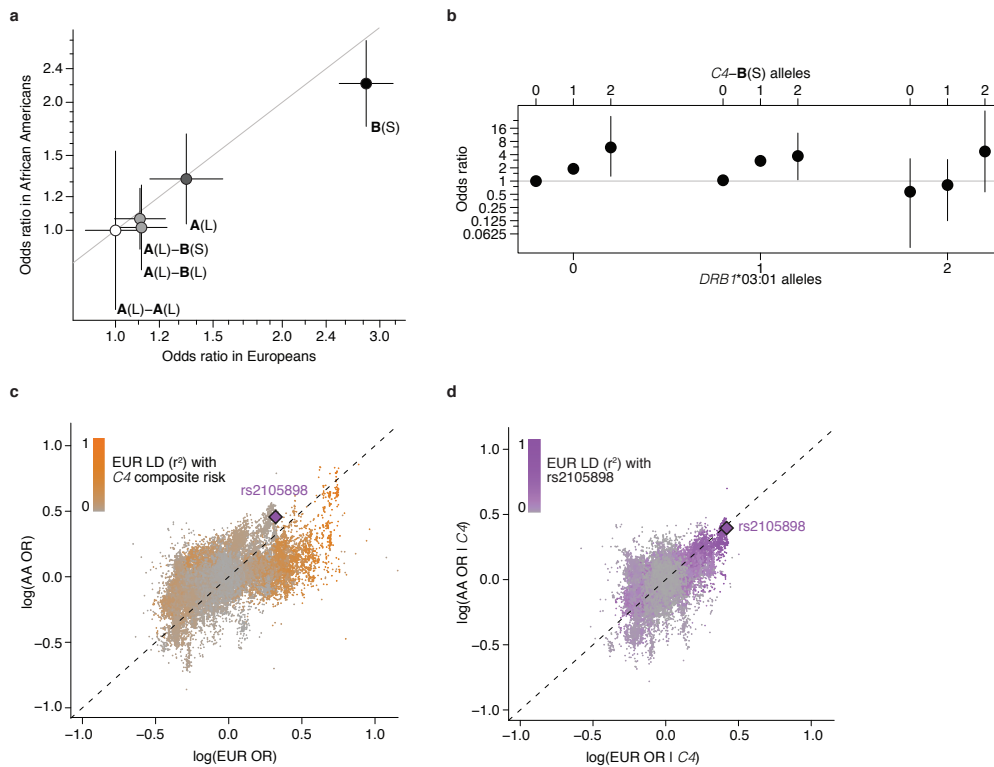 a
Odds ratio in African Americans
2.4
2.0
1.5
1.2
1.0
B(S)
A(L)
A(L)–B(S)
A(L)–B(L)
A(L)–A(L)
1.0 1.2 1.5 2.0 2.4 3.0
Odds ratio in Europeans
b
C4–B(S) alleles
0 1 2 0 1 2 0 1 2
Odds ratio
16
8
4
2
1
0.5
0.25
0.125
0.0625
0 1 2
DRB1*03:01 alleles
c
log(AA OR)
1.0
0.5
0.0
−0.5
−1.0
1
0
EUR LD (r²) with
C4 composite risk
rs2105898
−1.0 −0.5 0.0 0.5 1.0
log(EUR OR)
d
log(AA OR | C4)
1.0
0.5
0.0
−0.5
−1.0
1
0
EUR LD (r²) with
rs2105898
rs2105898
−1.0 −0.5 0.0 0.5 1.0
log(EUR OR | C4)